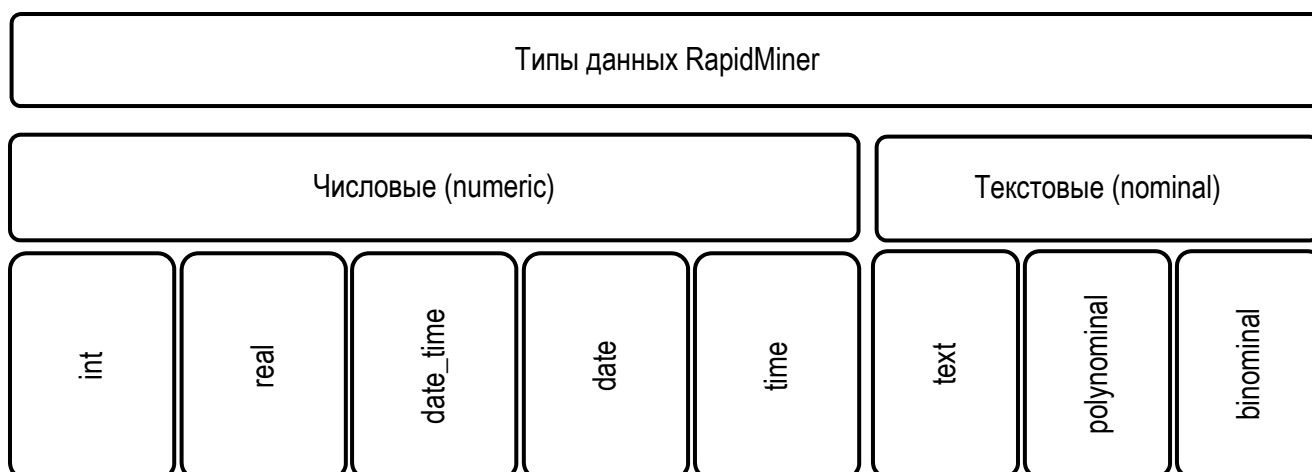 Типы данных RapidMiner
Числовые (numeric)
Текстовые (nominal)
int
real
date_time
date
time
text
polynominal
binominal